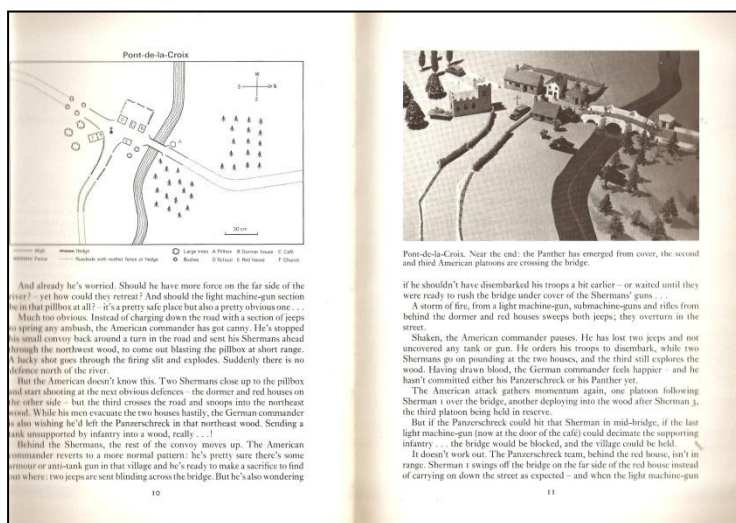 Pont-de-la-Croix
W
S
N
E
A
30 cm
Wall
Hedge
Large trees A Pillbox B Dormer house C Café
Fence
Roadside with neither fence or hedge
Bushes D School E Red house F Church
And already he's worried. Should he have more force on the far side of the
river? – yet how could they retreat? And should the light machine-gun section
be in that pillbox at all? – it's a pretty safe place but also a pretty obvious one . . .
Much too obvious. Instead of charging down the road with a section of jeeps
to spring any ambush, the American commander has got canny. He's stopped
his small convoy back around a turn in the road and sent his Shermans ahead
through the northwest wood, to come out blasting the pillbox at short range.
A lucky shot goes through the firing slit and explodes. Suddenly there is no
defence north of the river.
But the American doesn't know this. Two Shermans close up to the pillbox
and start shooting at the next obvious defences – the dormer and red houses on
the other side – but the third crosses the road and snoops into the northeast
wood. While his men evacuate the two houses hastily, the German commander
is also wishing he'd left the Panzerschreck in that northeast wood. Sending a
tank unsupported by infantry into a wood, really . . . !
Behind the Shermans, the rest of the convoy moves up. The American
commander reverts to a more normal pattern: he's pretty sure there's some
armour or anti-tank gun in that village and he's ready to make a sacrifice to find
out where: two jeeps are sent blinding across the bridge. But he's also wondering
10
Pont-de-la-Croix. Near the end: the Panther has emerged from cover, the second
and third American platoons are crossing the bridge.
if he shouldn't have disembarked his troops a bit earlier – or waited until they
were ready to rush the bridge under cover of the Shermans' guns . . .
A storm of fire, from a light machine-gun, submachine-guns and rifles from
behind the dormer and red houses sweeps both jeeps; they overturn in the
street.
Shaken, the American commander pauses. He has lost two jeeps and not
uncovered any tank or gun. He orders his troops to disembark, while two
Shermans go on pounding at the two houses, and the third still explores the
wood. Having drawn blood, the German commander feels happier – and he
hasn't committed either his Panzerschreck or his Panther yet.
The American attack gathers momentum again, one platoon following
Sherman 1 over the bridge, another deploying into the wood after Sherman 3,
the third platoon being held in reserve.
But if the Panzerschreck could hit that Sherman in mid-bridge, if the last
light machine-gun (now at the door of the café) could decimate the supporting
infantry . . . the bridge would be blocked, and the village could be held.
It doesn't work out. The Panzerschreck team, behind the red house, isn't in
range. Sherman 1 swings off the bridge on the far side of the red house instead
of carrying on down the street as expected – and when the light machine-gun
11